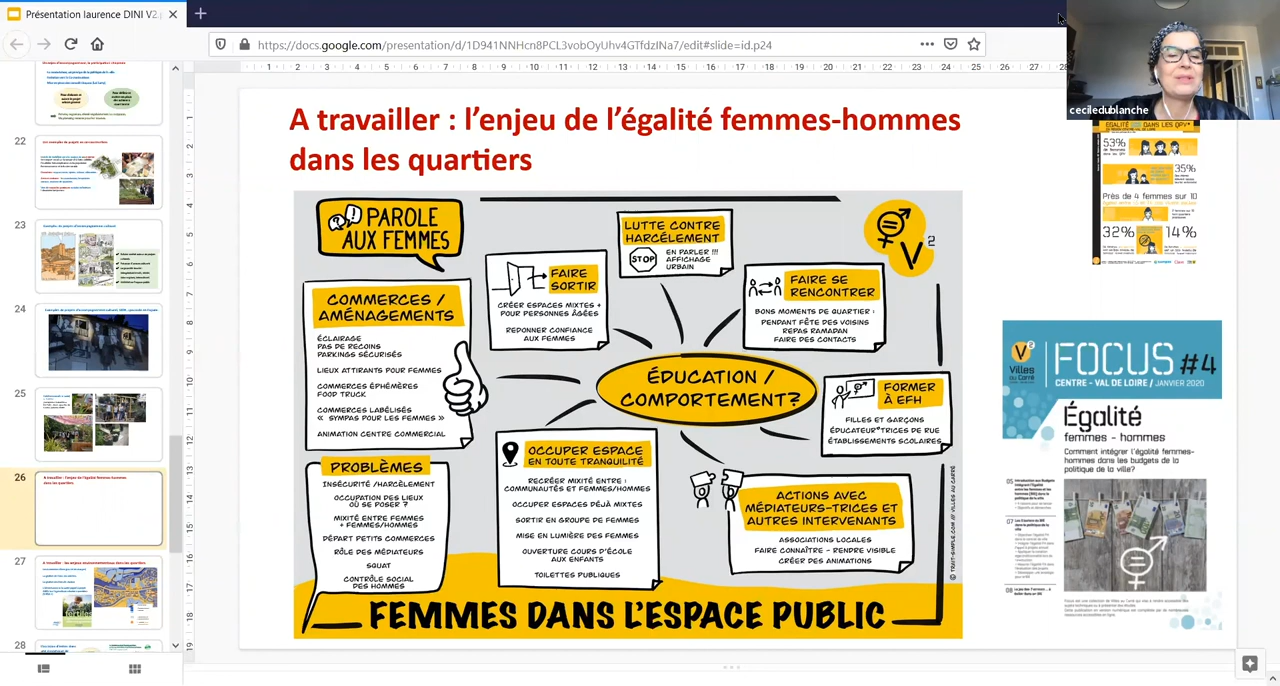 Présentation laurence DINI V2.p
https://docs.google.com/presentation/d/1D941NNHcn8PCL3vobOyUhv4GTfdzINa7/edit#slide=id.p24
ceciledublanche
22
23
24
25
26
27
28
A travailler : l'enjeu de l'égalité femmes-hommes
dans les quartiers
PAROLE
AUX FEMMES
LUTTE CONTRE
HARCÈLEMENT
STOP
EN PARLER !!!
AFFICHAGE
URBAIN
V2
FAIRE
SORTIR
CRÉER ESPACES MIXTES +
POUR PERSONNES ÂGÉES
REDONNER CONFIANCE
AUX FEMMES
FAIRE SE
RENCONTRER
BONS MOMENTS DE QUARTIER :
PENDANT FÊTE DES VOISINS
REPAS RAMADAN
FAIRE DES CONTACTS
COMMERCES /
AMÉNAGEMENTS
ÉCLAIRAGE
PAS DE RECOINS
PARKINGS SÉCURISÉS
LIEUX ATTIRANTS POUR FEMMES
COMMERCES ÉPHÉMÈRES
FOOD TRUCK
COMMERCES LABÉLISÉS
« SYMPAS POUR LES FEMMES »
ANIMATION CENTRE COMMERCIAL
ÉDUCATION /
COMPORTEMENT?
FORMER
À EFH
FILLES ET GARÇONS
ÉDUCATEUR*TRICES DE RUE
ÉTABLISSEMENTS SCOLAIRES
PROBLÈMES
INSÉCURITÉ /HARCÈLEMENT
OCCUPATION DES LIEUX
OÙ SE POSER ?
MIXITÉ ENTRE FEMMES
+ FEMMES/HOMMES
DÉPART PETITS COMMERCES
RÔLE DES MÉDIATEURS
SQUAT
CONTRÔLE SOCIAL
DES HOMMES
OCCUPER ESPACE
EN TOUTE TRANQUILITÉ
RECRÉER MIXITÉ ENTRE :
COMMUNAUTÉS ET FEMMES/HOMMES
OCCUPER ESPACES DÉJÀ MIXTES
SORTIR EN GROUPE DE FEMMES
MISE EN LUMIÈRE DES FEMMES
OUVERTURE COURS D'ÉCOLE
AUX ENFANTS
TOILETTES PUBLIQUES
ACTIONS AVEC
MÉDIATEURS-TRICES ET
AUTRES INTERVENANTS
ASSOCIATIONS LOCALES
FAIRE CONNAÎTRE - RENDRE VISIBLE
CRÉER DES ANIMATIONS
© TRAIT-SIMPLE.COM // VILLES AU CARRÉ
FEMMES DANS L'ESPACE PUBLIC
53%
35%
Près de 4 femmes sur 10
32%
14%
V2
Villes
au Carré
FOCUS #4
CENTRE - VAL DE LOIRE / JANVIER 2020
Égalité
femmes - hommes
Comment intégrer l'égalité femmes-
hommes dans les budgets de la
politique de la ville?